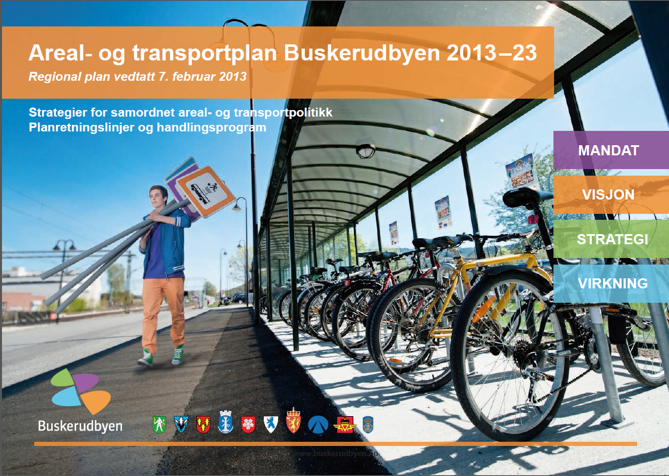 Areal- og transportplan Buskerudbyen 2013–23
Regional plan vedtatt 7. februar 2013
Strategier for samordnet areal- og transportpolitikk
Planretningslinjer og handlingsprogram
MANDAT
VISJON
STRATEGI
VIRKNING
Buskerudbyen